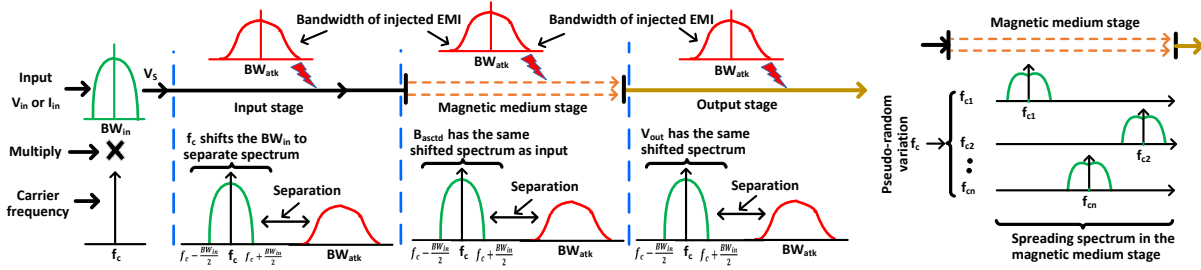 Bandwidth of injected EMI
Bandwidth of injected EMI
Magnetic medium stage
BWatk
BWatk
BWatk
Input
Vin or Iin
VS
BWin
Input stage
Magnetic medium stage
Output stage
Multiply
Carrier
frequency
fc
fc shifts the BWin to
separate spectrum
Separation
fc - BWin/2
fc
fc + BWin/2
BWatk
Basctd has the same
shifted spectrum as input
Separation
fc - BWin/2
fc
fc + BWin/2
BWatk
Vout has the same
shifted spectrum
Separation
fc - BWin/2
fc
fc + BWin/2
BWatk
Pseudo-random
variation
fc
fc1
fc1
fc2
fc2
fcn
fcn
Spreading spectrum in the
magnetic medium stage